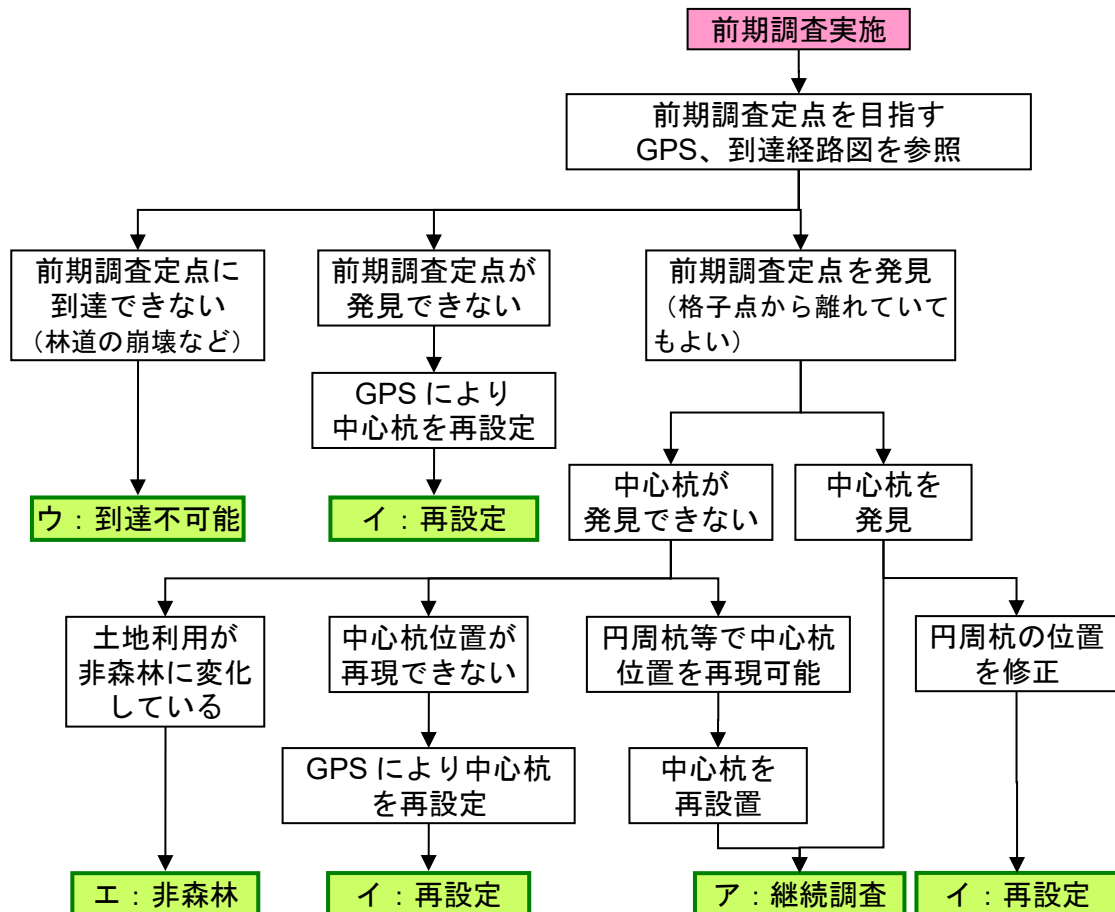 前期調査実施
前期調査定点を目指す
GPS、到達経路図を参照
前期調査定点に
到達できない
（林道の崩壊など）
前期調査定点が
発見できない
前期調査定点を発見
（格子点から離れていて
もよい）
GPS により
中心杭を再設定
中心杭が
発見できない
中心杭を
発見
ウ：到達不可能
イ：再設定
土地利用が
非森林に変化
している
中心杭位置が
再現できない
円周杭等で中心杭
位置を再現可能
円周杭の位置
を修正
GPS により中心杭
を再設定
中心杭を
再設置
エ：非森林
イ：再設定
ア：継続調査
イ：再設定